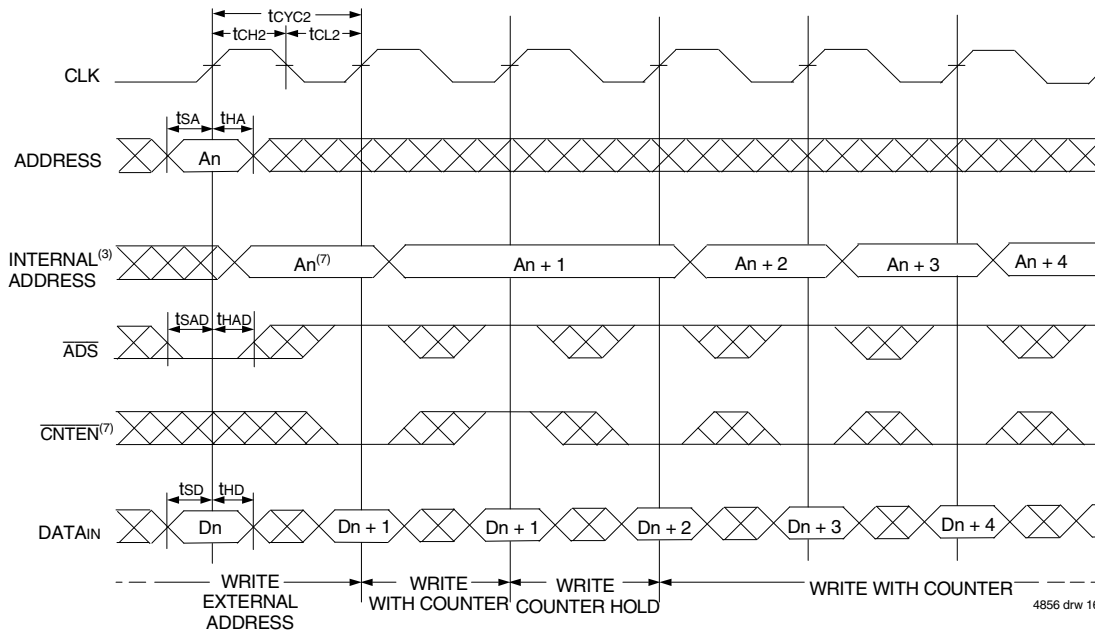 tCYC2
tCH2 tCL2
CLK
tSA tHA
ADDRESS An
INTERNAL(3) ADDRESS An(7) An + 1 An + 2 An + 3 An + 4
tSAD tHAD
ADS
CNTEN(7)
tSD tHD
DATAIN Dn Dn + 1 Dn + 1 Dn + 2 Dn + 3 Dn + 4
WRITE EXTERNAL ADDRESS
WRITE WITH COUNTER
WRITE COUNTER HOLD
WRITE WITH COUNTER
4856 drw 16